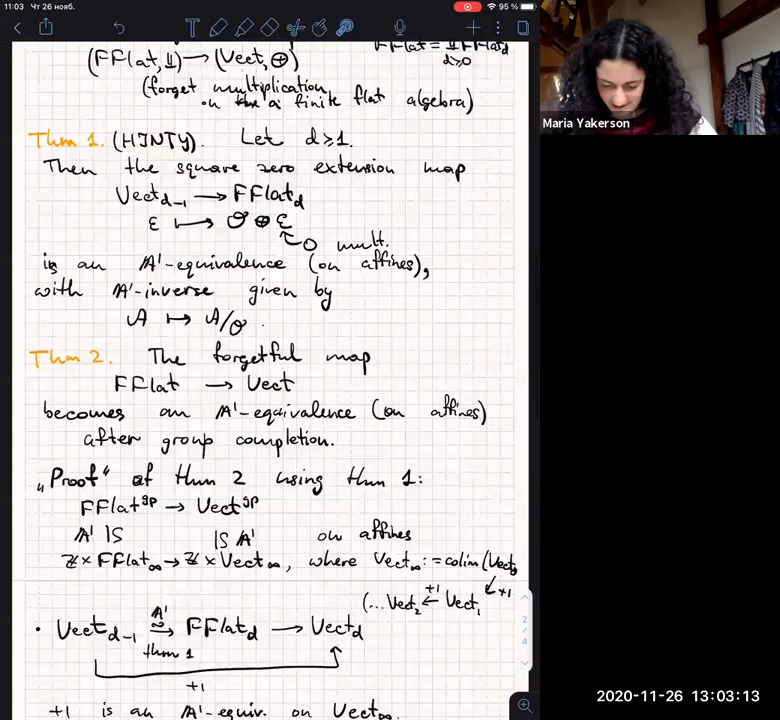 11:03 Чт 26 нояб.
95 %
(FFlat, ⊔) → (Vect, ⊕)
FFlat = ⊔ FFlat_d
d≥0
(forget multiplication
on a finite flat algebra)
Thm 1. (HJNTY). Let d ≥ 1.
Then the square zero extension map
Vect_{d-1} → FFlat_d
ℰ ↦ 𝒪 ⊕ ℰ
0 mult.
is an A¹-equivalence (on affines),
with A¹-inverse given by
𝒜 ↦ 𝒜/𝒪.
Thm 2. The forgetful map
FFlat → Vect
becomes an A¹-equivalence (on affines)
after group completion.
„Proof" of thm 2 using thm 1:
FFlat^gp → Vect^gp
A¹ IS IS A¹ on affines
ℤ × FFlat_∞ → ℤ × Vect_∞, where Vect_∞ := colim (Vect_0
+1
(... Vect_2 ←+1 Vect_1
• Vect_{d-1} →A¹ ~ FFlat_d → Vect_d
thm 1
+1
+1 is an A¹-equiv. on Vect_∞.
2
/ 4
Maria Yakerson
2020-11-26 13:03:13